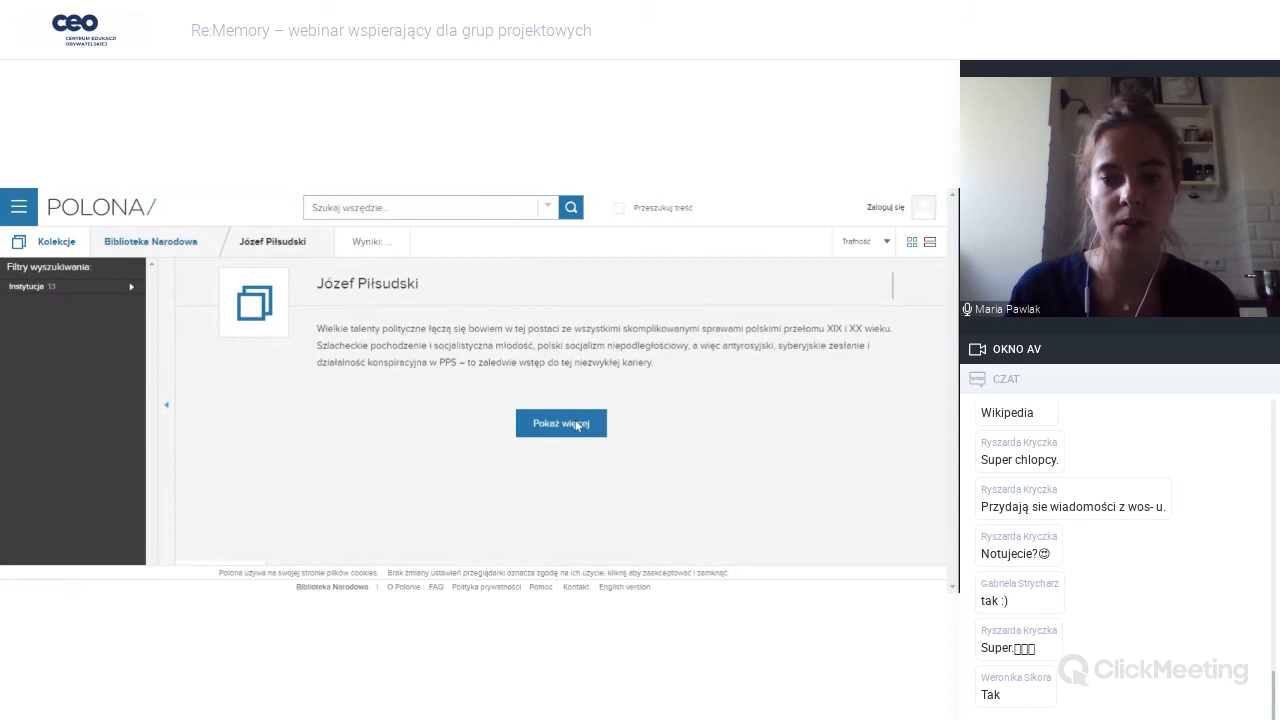 ceo
CENTRUM EDUKACJI
OBYWATELSKIEJ
Re:Memory – webinar wspierający dla grup projektowych
POLONA/
Szukaj wszędzie...
Przeszukuj treść
Zaloguj się
Kolekcje
Biblioteka Narodowa
Józef Piłsudski
Wyniki: ...
Trafność
Filtry wyszukiwania:
Instytucja 13
Józef Piłsudski
Wielkie talenty polityczne łączą się bowiem w tej postaci ze wszystkimi skomplikowanymi sprawami polskimi przełomu XIX i XX wieku.
Szlacheckie pochodzenie i socjalistyczna młodość, polski socjalizm niepodległościowy, a więc antyrosyjski, syberyjskie zesłanie i
działalność konspiracyjna w PPS – to zaledwie wstęp do tej niezwykłej kariery.
Pokaż więcej
Polona używa na swojej stronie plików cookies. Brak zmiany ustawień przeglądarki oznacza zgodę na ich użycie, kliknij aby zaakceptować i zamknąć.
Biblioteka Narodowa | O Polonie FAQ Polityka prywatności Pomoc Kontakt English version
Maria Pawlak
OKNO AV
CZAT
Wikipedia
Ryszarda Kryczka
Super chlopcy.
Ryszarda Kryczka
Przydają sie wiadomości z wos- u.
Ryszarda Kryczka
Notujecie?😍
Gabriela Strycharz
tak :)
Ryszarda Kryczka
Super.
Weronika Sikora
Tak
ClickMeeting